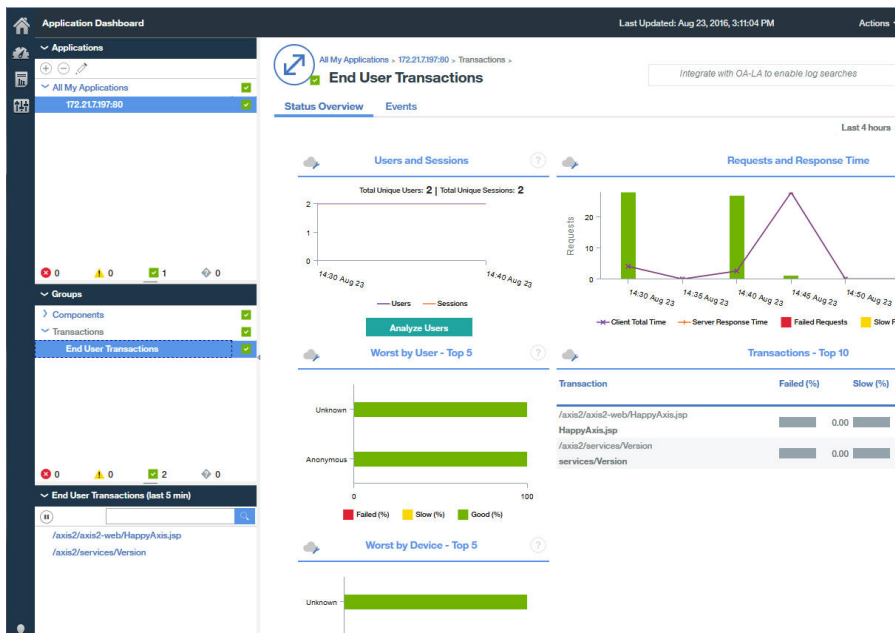 Application Dashboard
Last Updated: Aug 23, 2016, 3:11:04 PM
Actions
Applications
All My Applications
172.21.7.197:80
0
0
1
0
Groups
Components
Transactions
End User Transactions
0
0
2
0
End User Transactions (last 5 min)
/axis2/axis2-web/HappyAxis.jsp
/axis2/services/Version
All My Applications > 172.21.7.197:80 > Transactions >
End User Transactions
Integrate with OA-LA to enable log searches
Status Overview Events
Last 4 hours
Users and Sessions
?
Total Unique Users: 2 | Total Unique Sessions: 2
2
1
0
14:30 Aug 23
14:40 Aug 23
Users Sessions
Analyze Users
Requests and Response Time
Requests
20
10
0
14:30 Aug 23
14:35 Aug 23
14:40 Aug 23
14:45 Aug 23
14:50 Aug 23
Client Total Time Server Response Time Failed Requests Slow
Worst by User - Top 5
?
Unknown
Anonymous
0
100
Failed (%) Slow (%) Good (%)
Transactions - Top 10
Transaction Failed (%) Slow (%)
/axis2/axis2-web/HappyAxis.jsp
HappyAxis.jsp
0.00
/axis2/services/Version
services/Version
0.00
Worst by Device - Top 5
?
Unknown